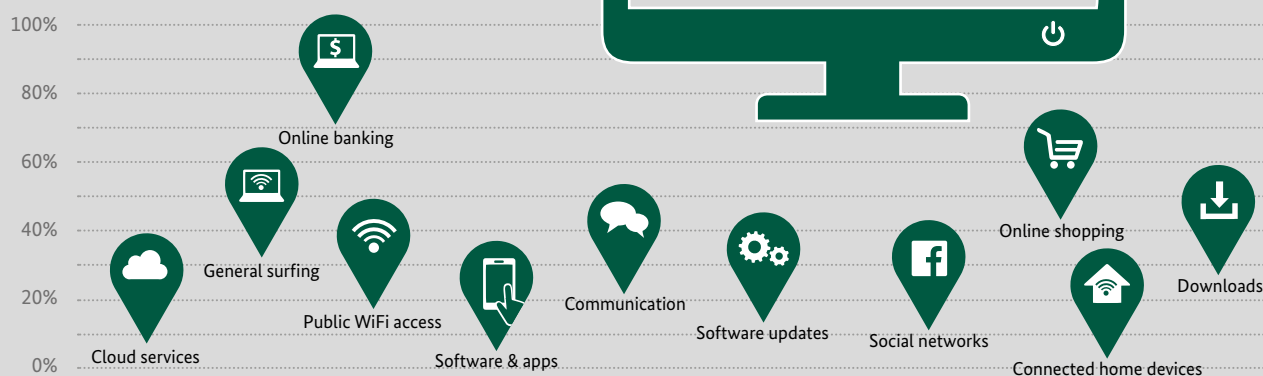 100%
80%
60%
40%
20%
0%
$
Online banking
General surfing
Cloud services
Public WiFi access
Software & apps
Communication
Software updates
f
Social networks
Online shopping
Connected home devices
Downloads